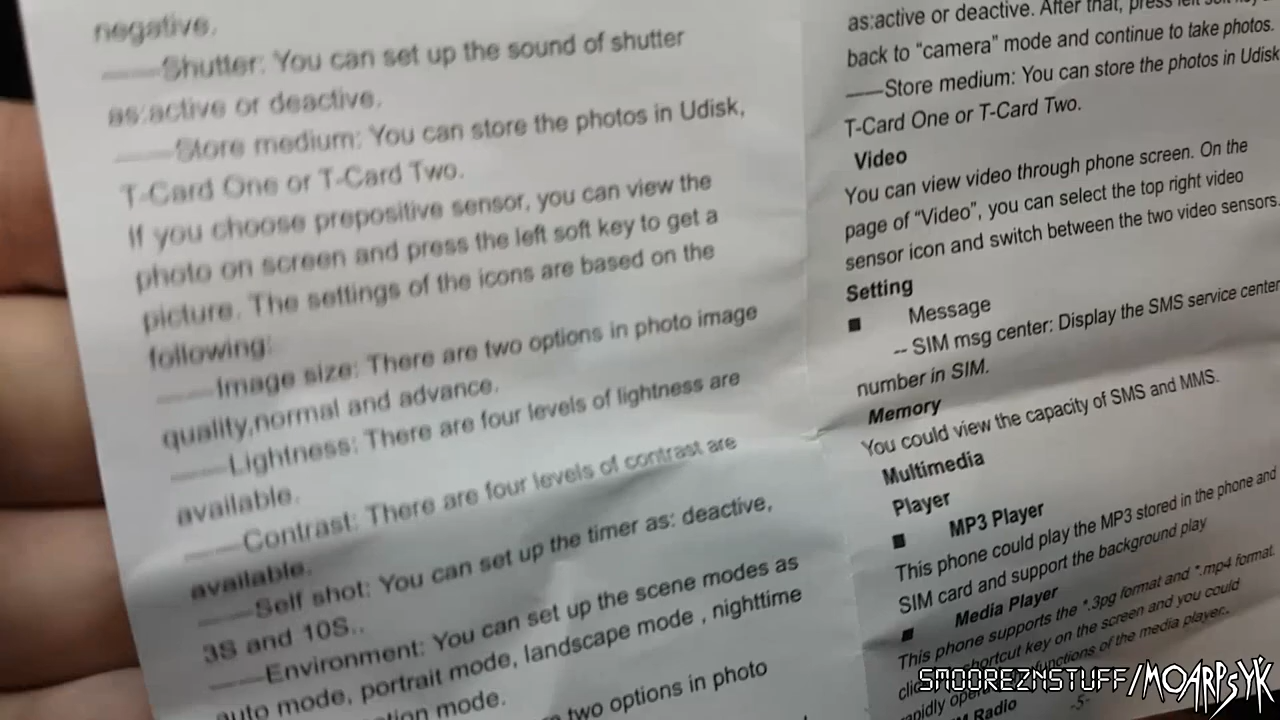 negative.
——Shutter: You can set up the sound of shutter
as:active or deactive.
——Store medium: You can store the photos in Udisk,
T-Card One or T-Card Two.
If you choose prepositive sensor, you can view the
photo on screen and press the left soft key to get a
picture. The settings of the icons are based on the
following:
——Image size: There are two options in photo image
quality,normal and advance.
——Lightness: There are four levels of lightness are
available.
——Contrast: There are four levels of contrast are
available.
——Self shot: You can set up the timer as: deactive,
3S and 10S..
——Environment: You can set up the scene modes as
auto mode, portrait mode, landscape mode , nighttime
mode.
two options in photo
as:active or deactive. After that, press left soft key
back to “camera” mode and continue to take photos.
——Store medium: You can store the photos in Udisk
T-Card One or T-Card Two.
Video
You can view video through phone screen. On the
page of “Video”, you can select the top right video
sensor icon and switch between the two video sensors.
Setting
■ Message
-- SIM msg center: Display the SMS service center
number in SIM.
Memory
You could view the capacity of SMS and MMS.
Multimedia
Player
■ MP3 Player
This phone could play the MP3 stored in the phone and
SIM card and support the background play
■ Media Player
This phone supports the *.3pg format and *.mp4 format.
shortcut key on the screen and you could
functions of the media player..
Radio
-5-
SMOOREZNSTUFF/MOARPSYK